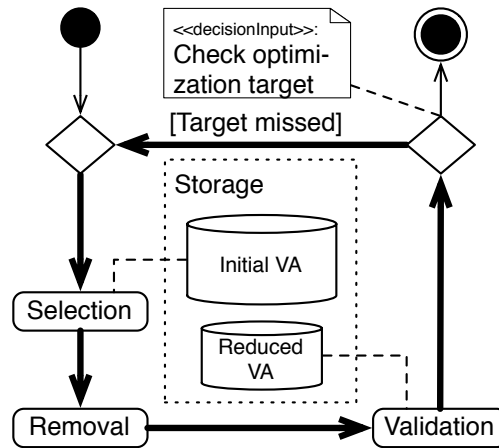 <<decisionInput>>:
Check optimi-
zation target
[Target missed]
Storage
Initial VA
Selection
Reduced
VA
Removal
Validation